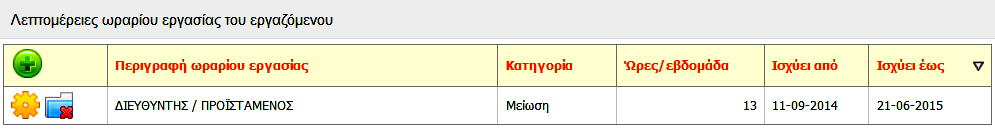 Λεπτομέρειες ωραρίου εργασίας του εργαζόμενου
Περιγραφή ωραρίου εργασίας Κατηγορία Ώρες/εβδομάδα Ισχύει από Ισχύει έως
ΔΙΕΥΘΥΝΤΗΣ / ΠΡΟΪΣΤΑΜΕΝΟΣ Μείωση 13 11-09-2014 21-06-2015